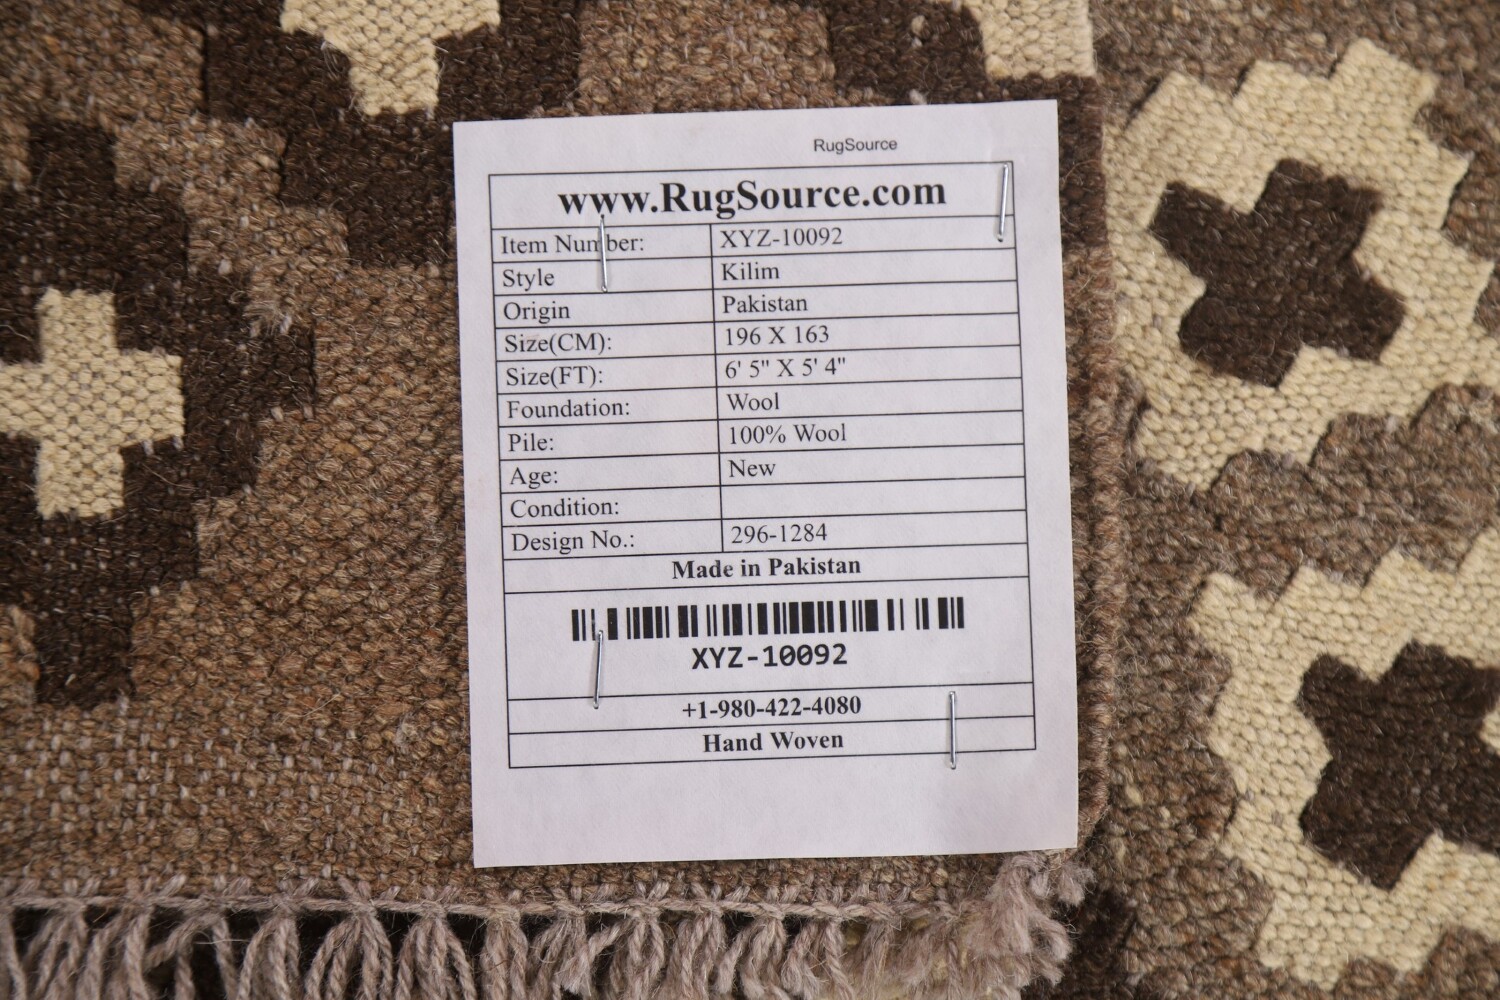 RugSource
www.RugSource.com
Item Number: XYZ-10092
Style Kilim
Origin Pakistan
Size(CM): 196 X 163
Size(FT): 6' 5" X 5' 4"
Foundation: Wool
Pile: 100% Wool
Age: New
Condition:
Design No.: 296-1284
Made in Pakistan
XYZ-10092
+1-980-422-4080
Hand Woven